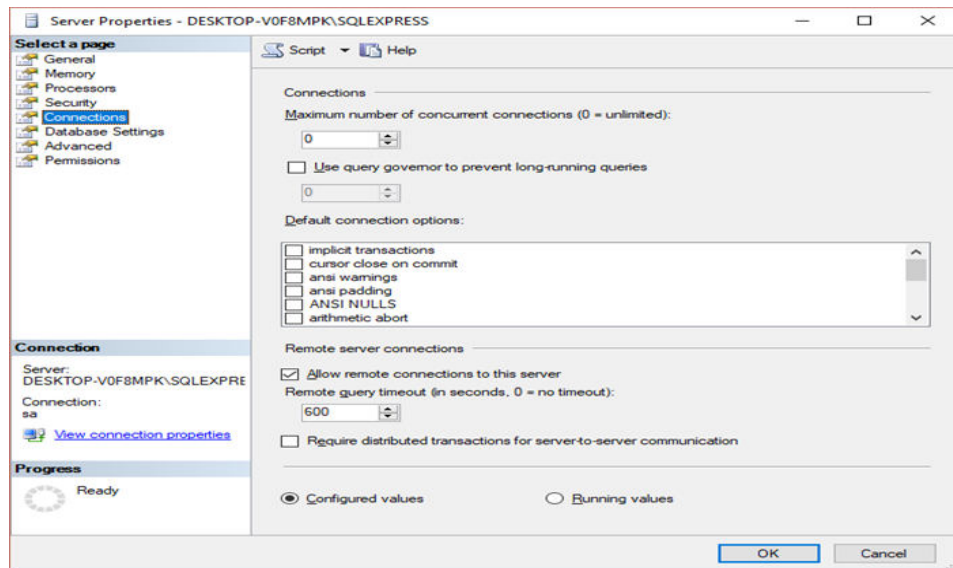 Server Properties - DESKTOP-V0F8MPK\SQLEXPRESS
Select a page
General
Memory
Processors
Security
Connections
Database Settings
Advanced
Permissions
Script
Help
Connections
Maximum number of concurrent connections (0 = unlimited):
0
Use query governor to prevent long-running queries
0
Default connection options:
implicit transactions
cursor close on commit
ansi warnings
ansi padding
ANSI NULLS
arithmetic abort
Remote server connections
Allow remote connections to this server
Remote query timeout (in seconds, 0 = no timeout):
600
Require distributed transactions for server-to-server communication
Configured values
Running values
Connection
Server:
DESKTOP-V0F8MPK\SQLEXPRE
Connection:
sa
View connection properties
Progress
Ready
OK
Cancel